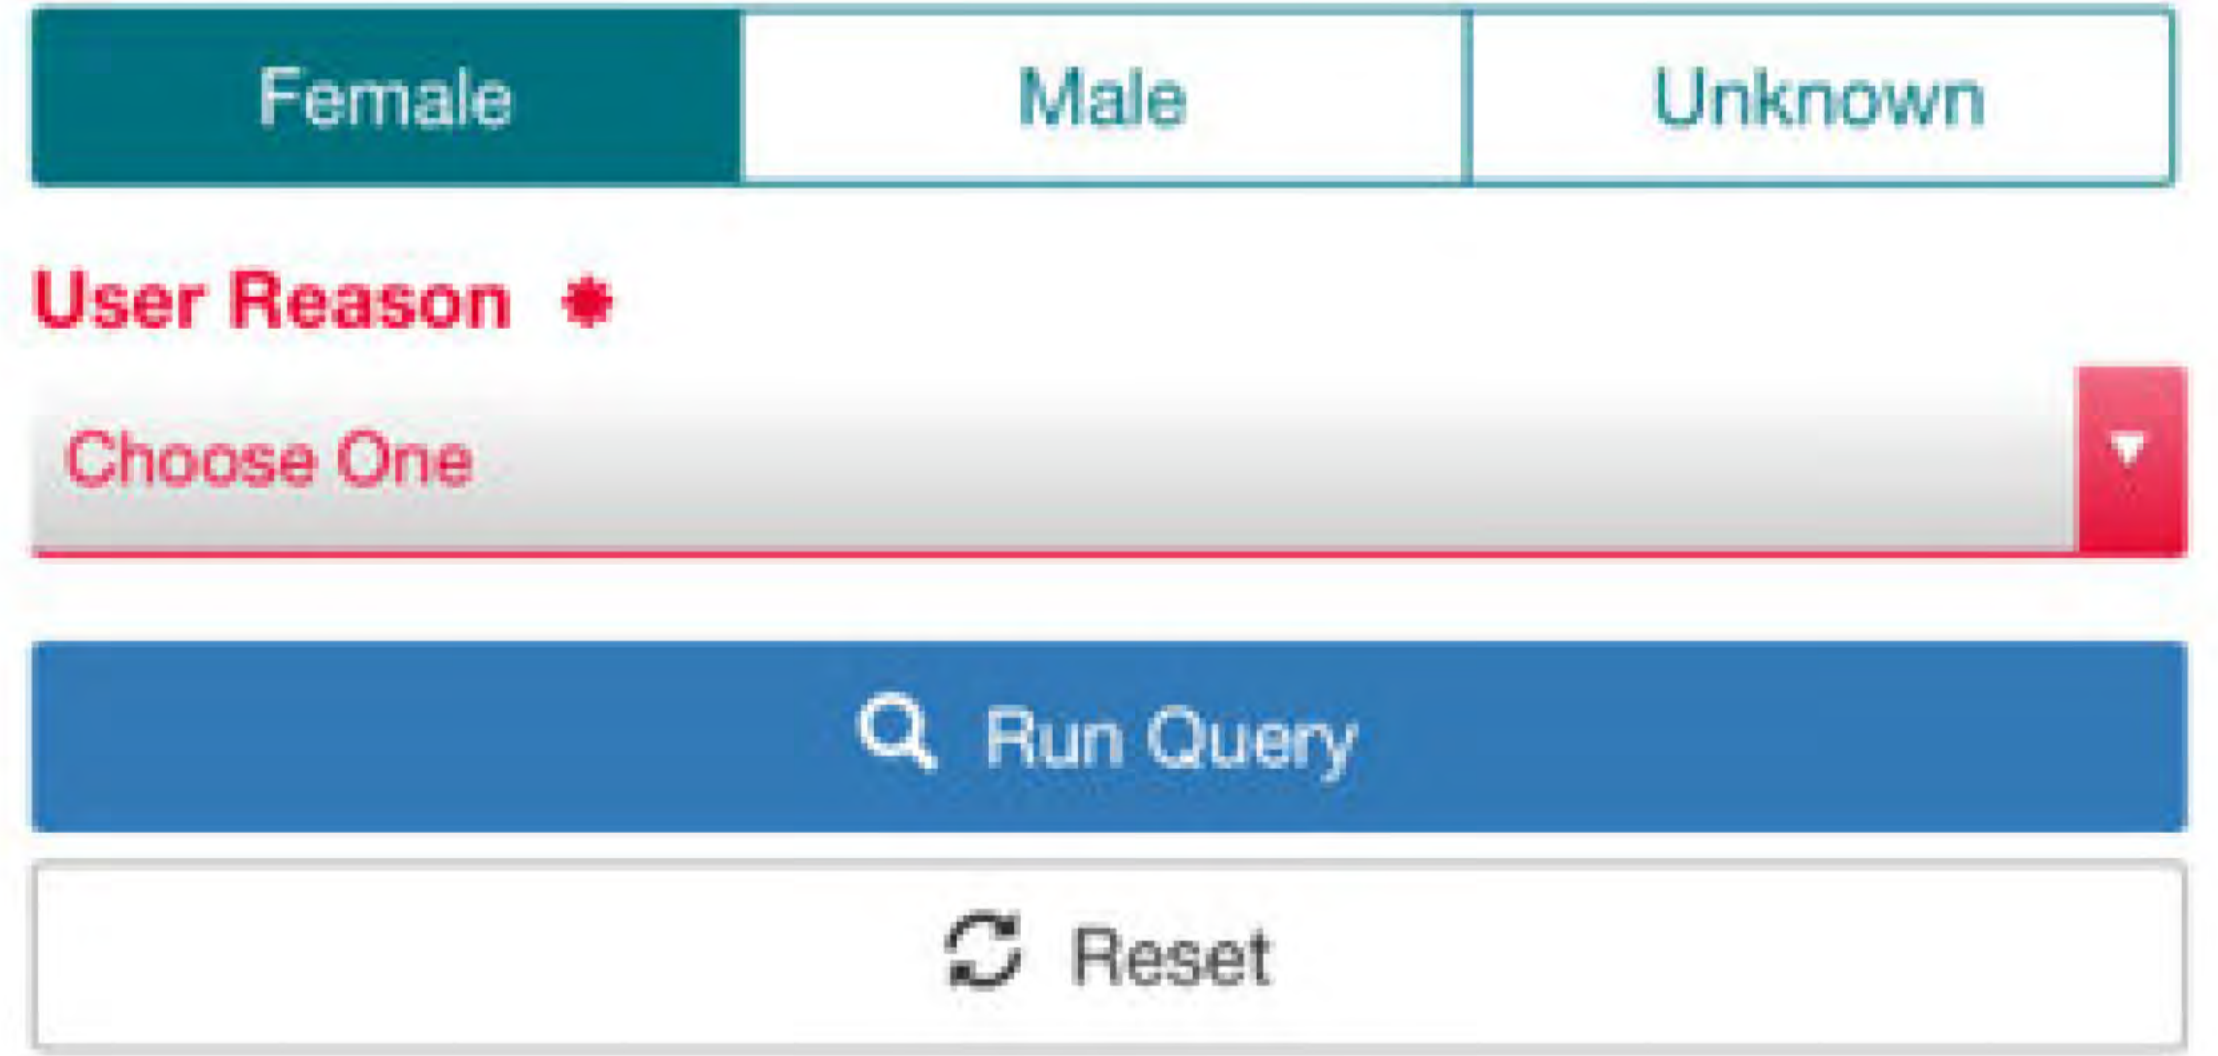 Female Male Unknown
User Reason *
Choose One
Run Query
Reset